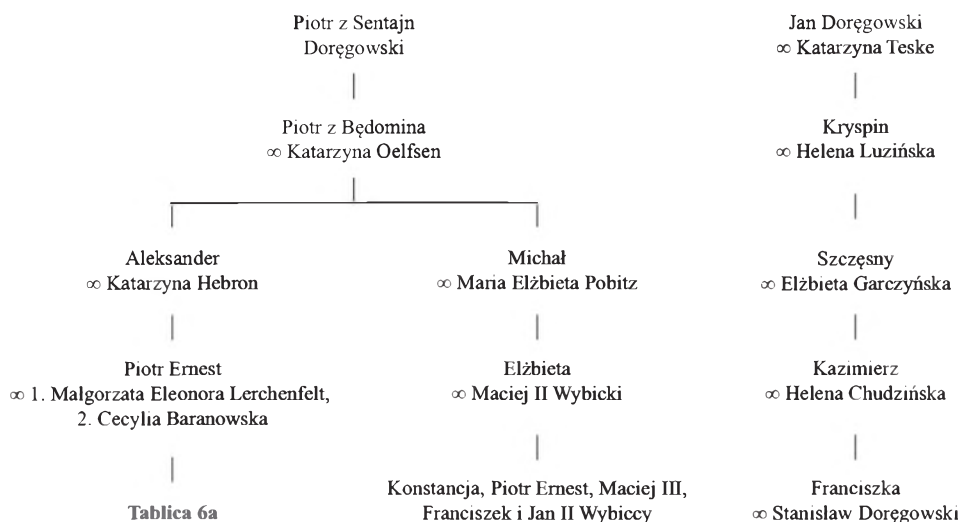 Piotr z Sentajn
Doręgowski
Jan Doręgowski
∞ Katarzyna Teske
Piotr z Będomina
∞ Katarzyna Oelfsen
Kryspin
∞ Helena Luzińska
Aleksander
∞ Katarzyna Hebron
Michał
∞ Maria Elżbieta Pobitz
Szczęsny
∞ Elżbieta Garczyńska
Piotr Ernest
∞ 1. Małgorzata Eleonora Lerchenfelt,
2. Cecylia Baranowska
Elżbieta
∞ Maciej II Wybicki
Kazimierz
∞ Helena Chudzińska
Tablica 6a
Konstancja, Piotr Ernest, Maciej III,
Franciszek i Jan II Wybiccy
Franciszka
∞ Stanisław Doręgowski